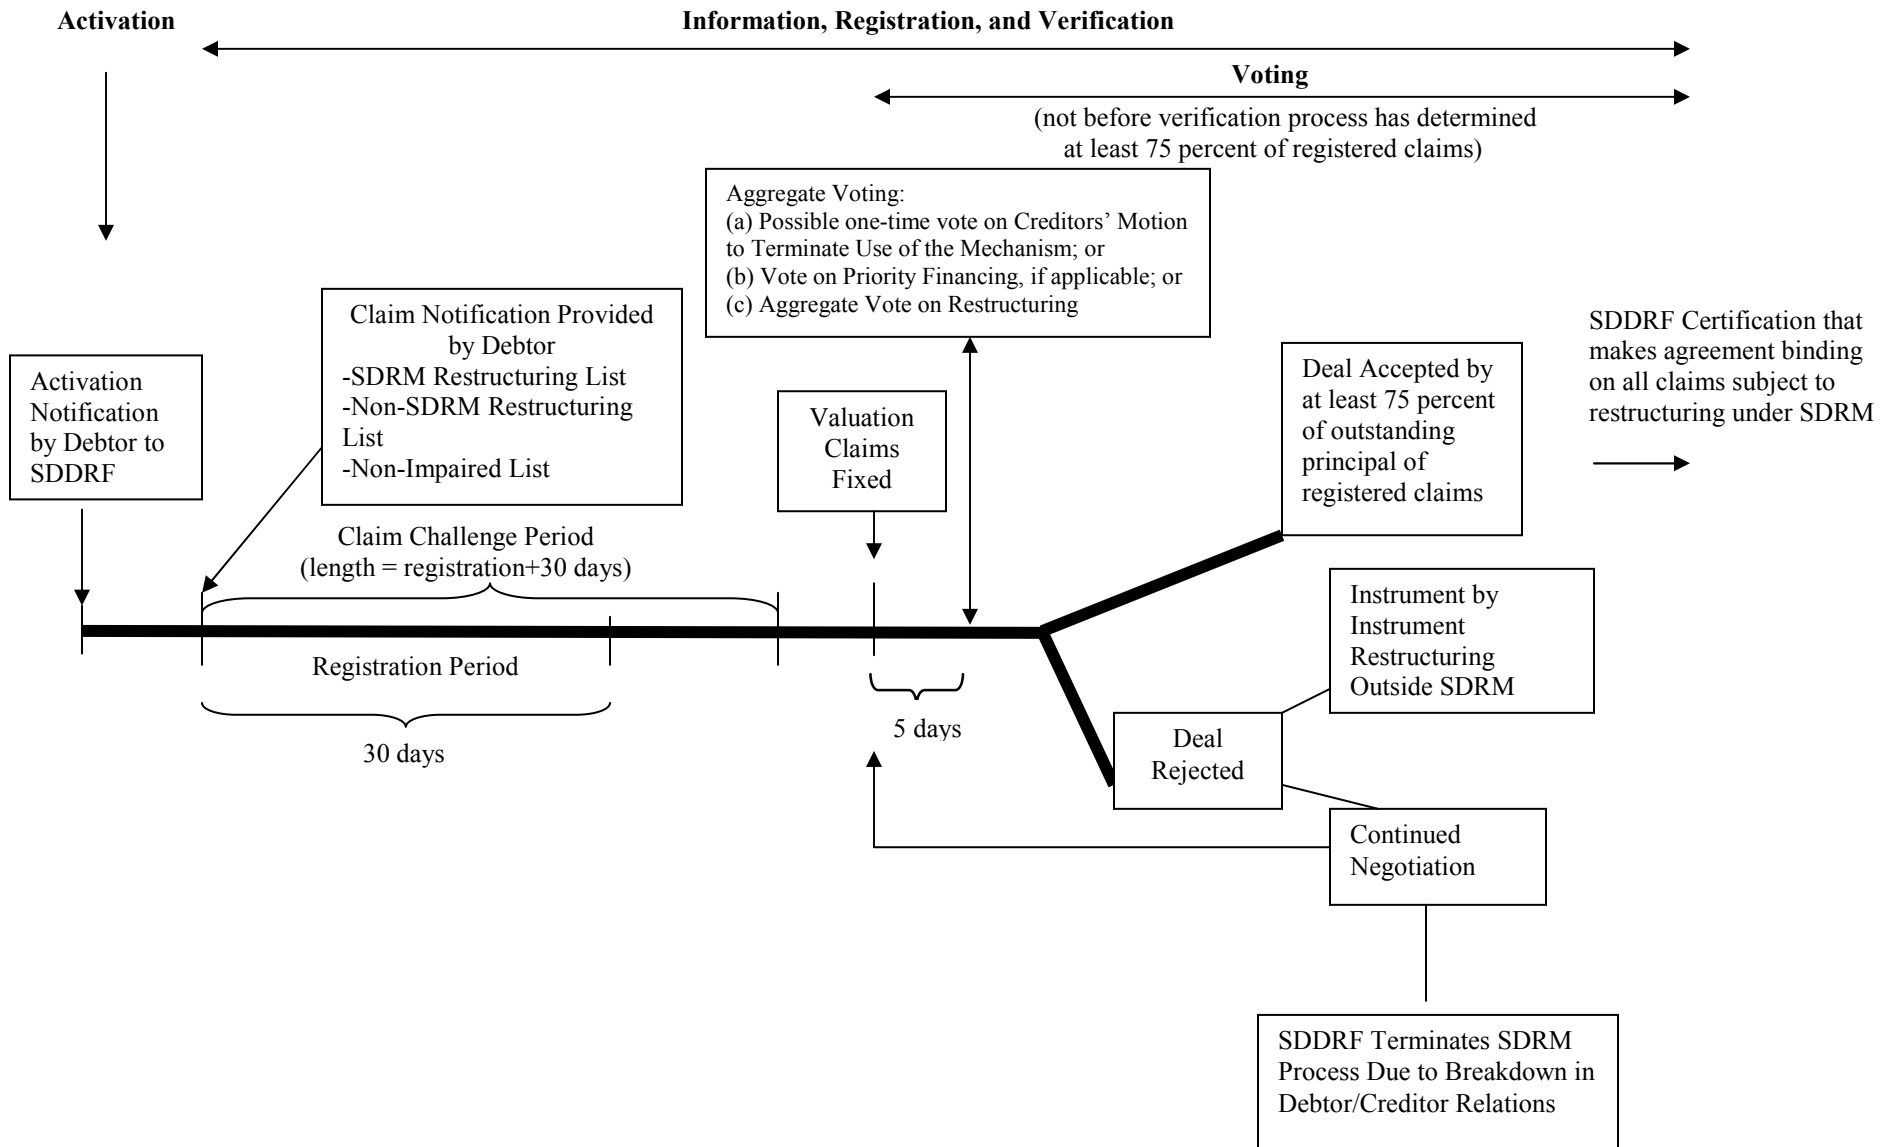 Activation
Information, Registration, and Verification
Voting
(not before verification process has determined
at least 75 percent of registered claims)
Aggregate Voting:
(a) Possible one-time vote on Creditors’ Motion
to Terminate Use of the Mechanism; or
(b) Vote on Priority Financing, if applicable; or
(c) Aggregate Vote on Restructuring
Claim Notification Provided
by Debtor
-SDRM Restructuring List
-Non-SDRM Restructuring
List
-Non-Impaired List
Activation
Notification
by Debtor to
SDDRF
Valuation
Claims
Fixed
Deal Accepted by
at least 75 percent
of outstanding
principal of
registered claims
SDDRF Certification that
makes agreement binding
on all claims subject to
restructuring under SDRM
Claim Challenge Period
(length = registration+30 days)
Registration Period
30 days
5 days
Instrument by
Instrument
Restructuring
Outside SDRM
Deal
Rejected
Continued
Negotiation
SDDRF Terminates SDRM
Process Due to Breakdown in
Debtor/Creditor Relations